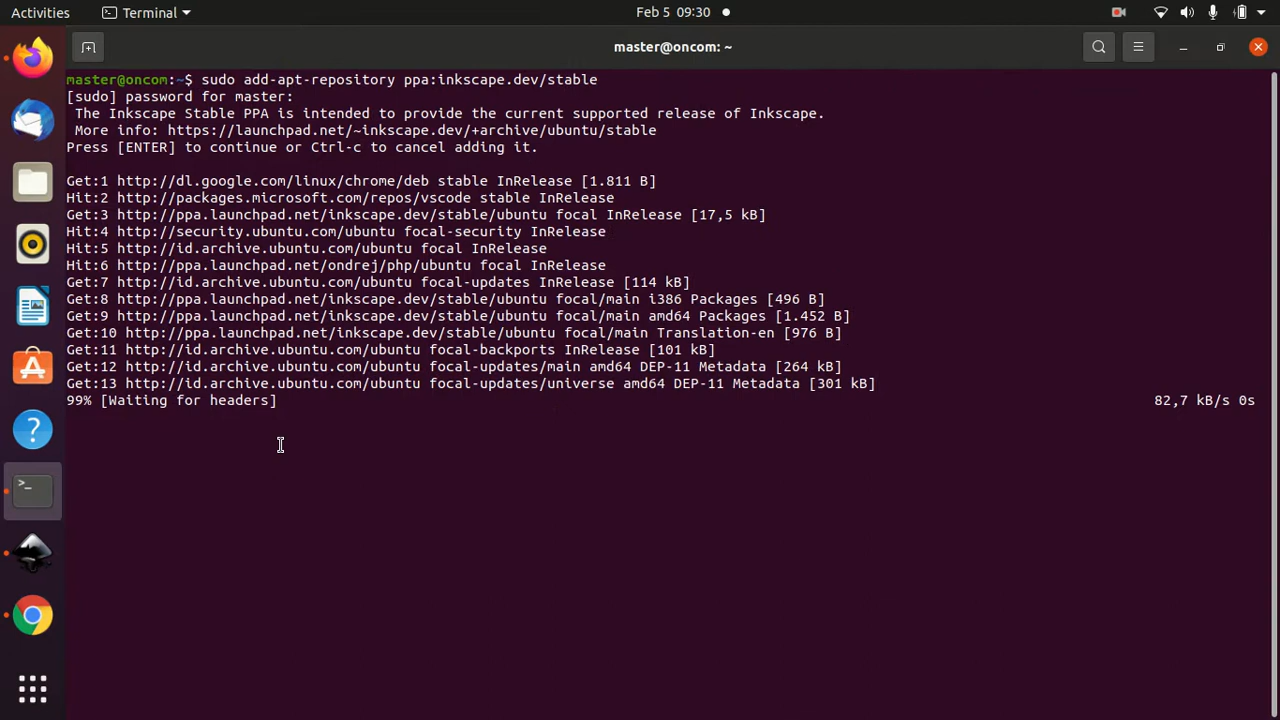 Activities
Terminal
Feb 5 09:30
master@oncom: ~
master@oncom:~$ sudo add-apt-repository ppa:inkscape.dev/stable
[sudo] password for master:
 The Inkscape Stable PPA is intended to provide the current supported release of Inkscape.
 More info: https://launchpad.net/~inkscape.dev/+archive/ubuntu/stable
Press [ENTER] to continue or Ctrl-c to cancel adding it.
Get:1 http://dl.google.com/linux/chrome/deb stable InRelease [1.811 B]
Hit:2 http://packages.microsoft.com/repos/vscode stable InRelease
Get:3 http://ppa.launchpad.net/inkscape.dev/stable/ubuntu focal InRelease [17,5 kB]
Hit:4 http://security.ubuntu.com/ubuntu focal-security InRelease
Hit:5 http://id.archive.ubuntu.com/ubuntu focal InRelease
Hit:6 http://ppa.launchpad.net/ondrej/php/ubuntu focal InRelease
Get:7 http://id.archive.ubuntu.com/ubuntu focal-updates InRelease [114 kB]
Get:8 http://ppa.launchpad.net/inkscape.dev/stable/ubuntu focal/main i386 Packages [496 B]
Get:9 http://ppa.launchpad.net/inkscape.dev/stable/ubuntu focal/main amd64 Packages [1.452 B]
Get:10 http://ppa.launchpad.net/inkscape.dev/stable/ubuntu focal/main Translation-en [976 B]
Get:11 http://id.archive.ubuntu.com/ubuntu focal-backports InRelease [101 kB]
Get:12 http://id.archive.ubuntu.com/ubuntu focal-updates/main amd64 DEP-11 Metadata [264 kB]
Get:13 http://id.archive.ubuntu.com/ubuntu focal-updates/universe amd64 DEP-11 Metadata [301 kB]
99% [Waiting for headers] 82,7 kB/s 0s